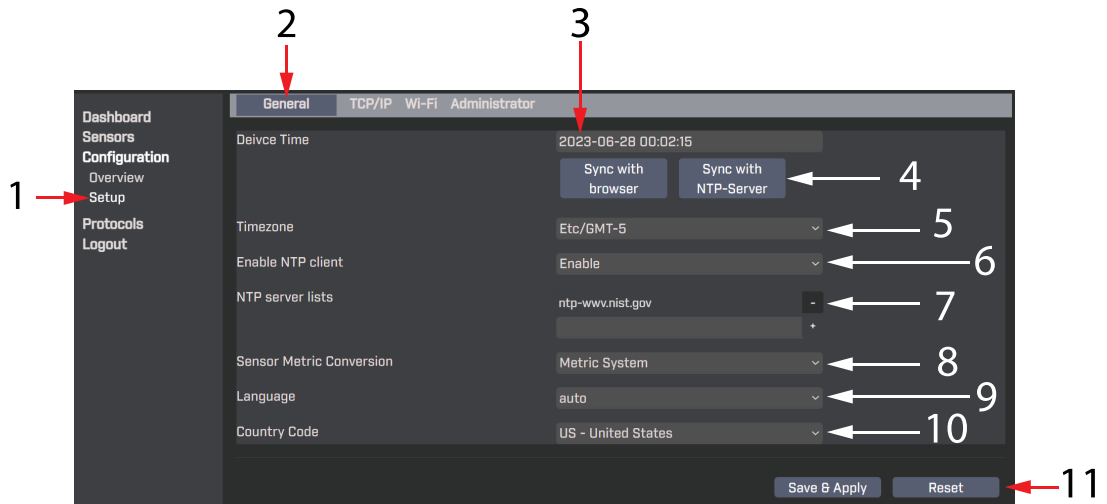 2
3
General
TCP/IP
Wi-Fi
Administrator
Dashboard
Sensors
Configuration
Overview
Setup
Protocols
Logout
1
Deivce Time
2023-06-28 00:02:15
Sync with
browser
Sync with
NTP-Server
4
Timezone
Etc/GMT-5
5
Enable NTP client
Enable
6
NTP server lists
ntp-wwv.nist.gov
-
7
+
Sensor Metric Conversion
Metric System
8
Language
auto
9
Country Code
US - United States
10
Save & Apply
Reset
11